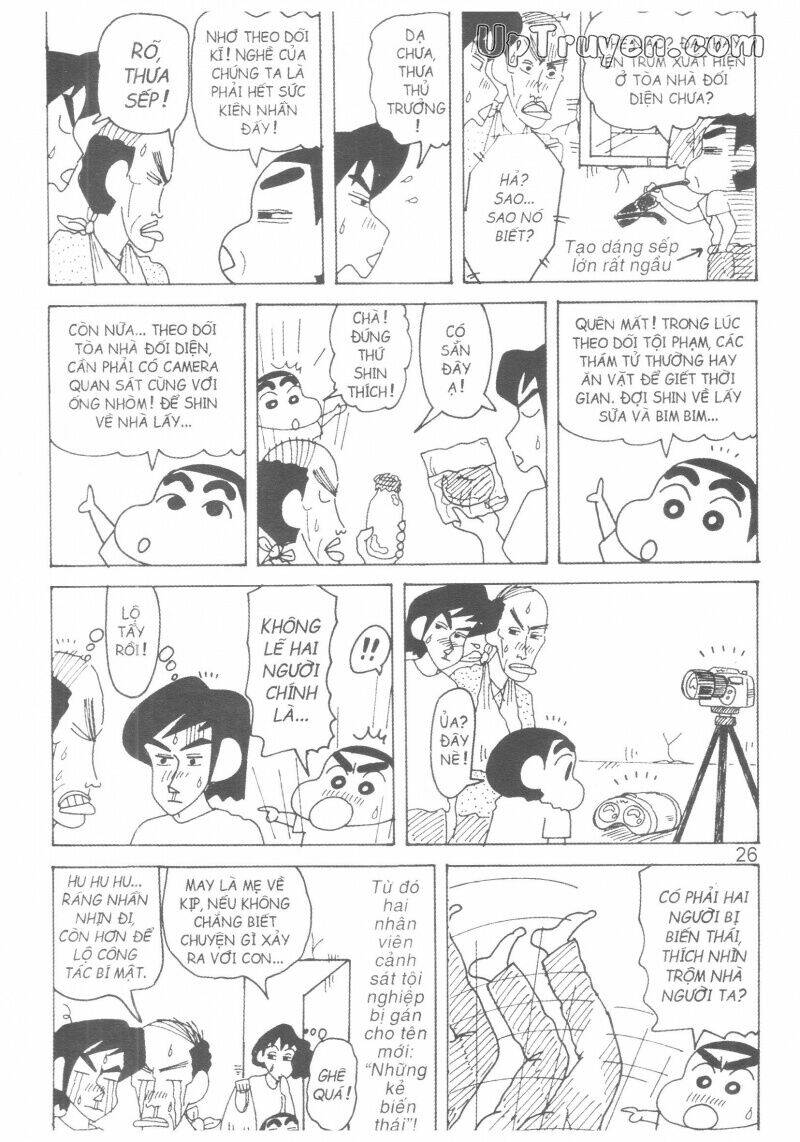 UpTruyen.com
TRÙM XUẤT HIỆN
Ở TÒA NHÀ ĐỐI
DIỆN CHƯA?
HẢ?
SAO...
SAO NÓ
BIẾT?
Tạo dáng sếp
lớn rất ngầu
DẠ
CHƯA,
THƯA
THỦ
TRƯỞNG
!
NHỚ THEO DÕI
KĨ! NGHỀ CỦA
CHÚNG TA LÀ
PHẢI HẾT SỨC
KIÊN NHẪN
ĐẤY!
RÕ,
THƯA
SẾP!
QUÊN MẤT! TRONG LÚC
THEO DÕI TỘI PHẠM, CÁC
THÁM TỬ THƯỜNG HAY
ĂN VẶT ĐỂ GIẾT THỜI
GIAN. ĐỢI SHIN VỀ LẤY
SỮA VÀ BIM BIM...
CÓ
SẴN
ĐÂY
Ạ!
CHÀ!
ĐÚNG
THỨ
SHIN
THÍCH!
CÒN NỮA... THEO DÕI
TÒA NHÀ ĐỐI DIỆN,
CẦN PHẢI CÓ CAMERA
QUAN SÁT CÙNG VỚI
ỐNG NHÒM! ĐỂ SHIN
VỀ NHÀ LẤY...
ỦA?
ĐÂY
NÈ!
!!
KHÔNG
LẼ HAI
NGƯỜI
CHÍNH
LÀ...
LỘ
TẨY
RỒI!
26
CÓ PHẢI HAI
NGƯỜI BỊ
BIẾN THÁI,
THÍCH NHÌN
TRỘM NHÀ
NGƯỜI TA?
Từ đó
hai
nhân
viên
cảnh
sát tội
nghiệp
bị gán
cho tên
mới:
“Những
kẻ
biến
thái”!
MAY LÀ MẸ VỀ
KỊP, NẾU KHÔNG
CHẲNG BIẾT
CHUYỆN GÌ XẢY
RA VỚI CON...
GHÊ
QUÁ!
HU HU HU...
RÁNG NHẪN
NHỊN ĐI,
CÒN HƠN ĐỂ
LỘ CÔNG
TÁC BÍ MẬT.